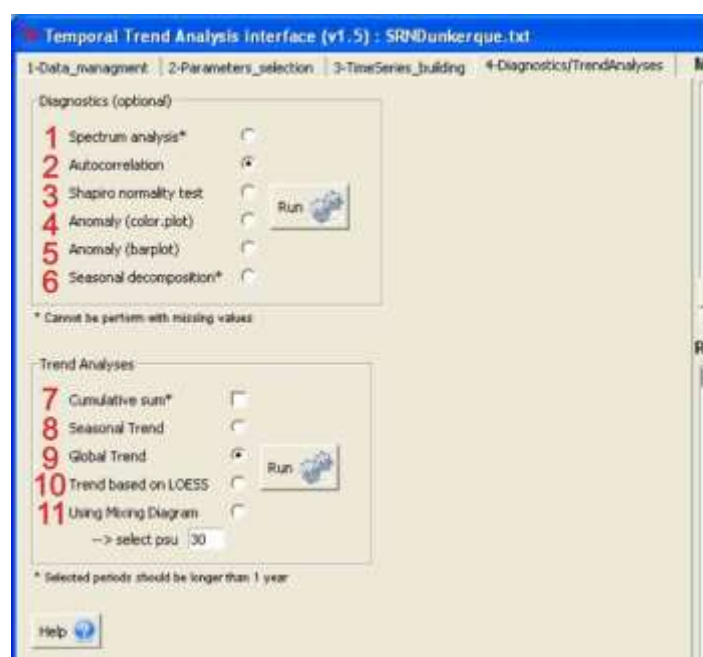 Temporal Trend Analysis interface (v1.5) : SRNDunkerque.txt
1-Data_managment 2-Parameters_selection 3-TimeSeries_building 4-Diagnostics/TrendAnalyses
Diagnostics (optional)
1 Spectrum analysis*
2 Autocorrelation
3 Shapiro normality test
4 Anomaly (color.plot)
5 Anomaly (barplot)
6 Seasonal decomposition*
Run
* Cannot be perform with missing values
Trend Analyses
7 Cumulative sum*
8 Seasonal Trend
9 Global Trend
10 Trend based on LOESS
11 Using Mixing Diagram
--> select psu 30
Run
* Selected periods should be longer than 1 year
Help